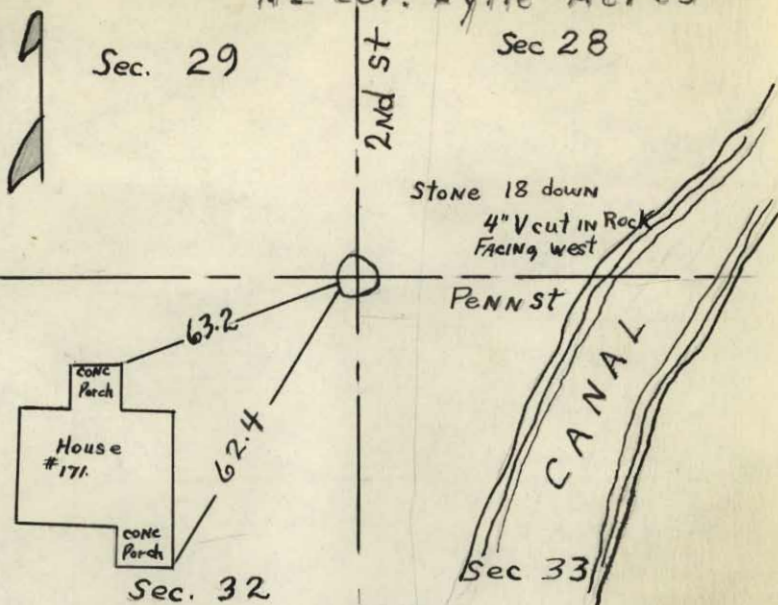 Sec. 29
2Nd st
Sec 28
Stone 18 down
4" V cut IN Rock
FACING west
PENN ST
63.2
62.4
CONC
Porch
House
#171.
CONC
Porch
CANAL
Sec. 32
Sec 33